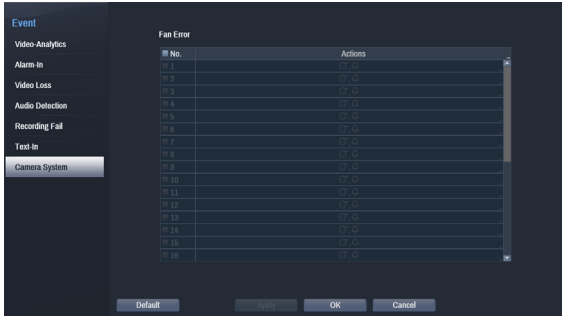 Event
Video-Analytics
Alarm-In
Video Loss
Audio Detection
Recording Fail
Text-In
Camera System
Fan Error
No. Actions
1
2
3
4
5
6
7
8
9
10
11
12
13
14
15
16
Default Apply OK Cancel